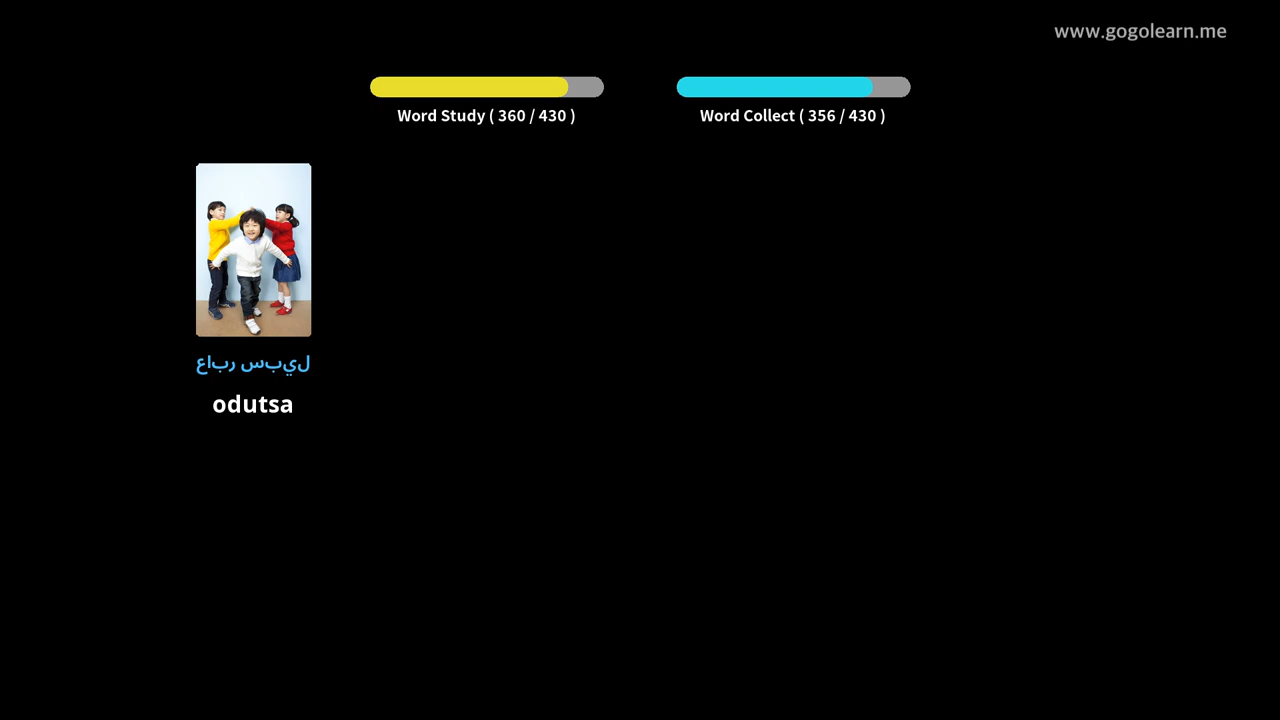 www.gogolearn.me
Word Study ( 360 / 430 )
Word Collect ( 356 / 430 )
عابر سبيل
odutsa